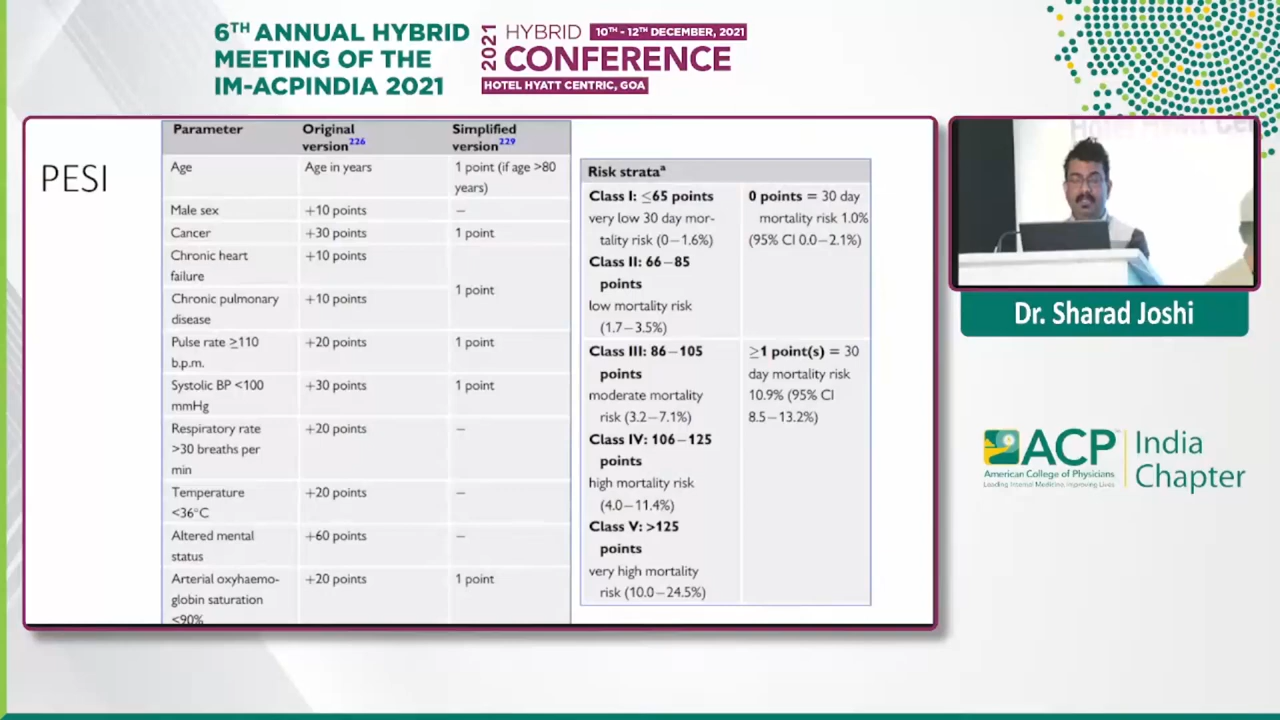 6TH ANNUAL HYBRID
MEETING OF THE
IM-ACPINDIA 2021
2021
HYBRID
10TH - 12TH DECEMBER, 2021
CONFERENCE
HOTEL HYATT CENTRIC, GOA
PESI
Parameter Original version226 Simplified version229
Age Age in years 1 point (if age >80 years)
Male sex +10 points –
Cancer +30 points 1 point
Chronic heart failure +10 points 1 point
Chronic pulmonary disease +10 points
Pulse rate ≥110 b.p.m. +20 points 1 point
Systolic BP <100 mmHg +30 points 1 point
Respiratory rate >30 breaths per min +20 points –
Temperature <36°C +20 points –
Altered mental status +60 points –
Arterial oxyhaemo-
globin saturation
<90% +20 points 1 point
Risk strataa
Class I: ≤65 points
very low 30 day mor-
tality risk (0–1.6%)
Class II: 66–85
points
low mortality risk
(1.7–3.5%)
0 points = 30 day
mortality risk 1.0%
(95% CI 0.0–2.1%)
Class III: 86–105
points
moderate mortality
risk (3.2–7.1%)
Class IV: 106–125
points
high mortality risk
(4.0–11.4%)
Class V: >125
points
very high mortality
risk (10.0–24.5%)
≥1 point(s) = 30
day mortality risk
10.9% (95% CI
8.5–13.2%)
Dr. Sharad Joshi
ACP
American College of Physicians
Leading Internal Medicine, Improving Lives
India
Chapter